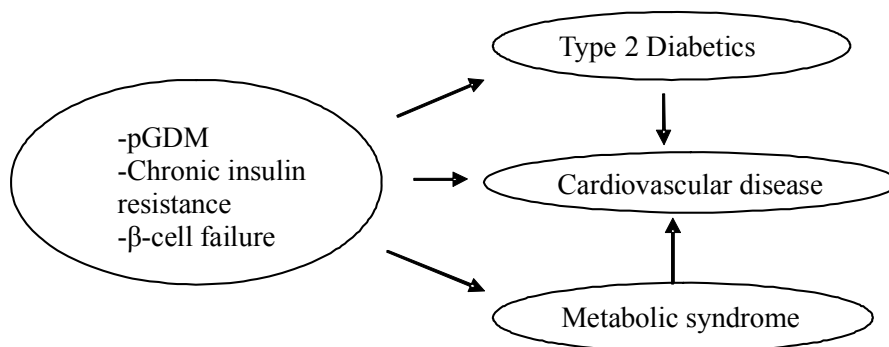 Type 2 Diabetics
-pGDM
-Chronic insulin
resistance
-β-cell failure
Cardiovascular disease
Metabolic syndrome